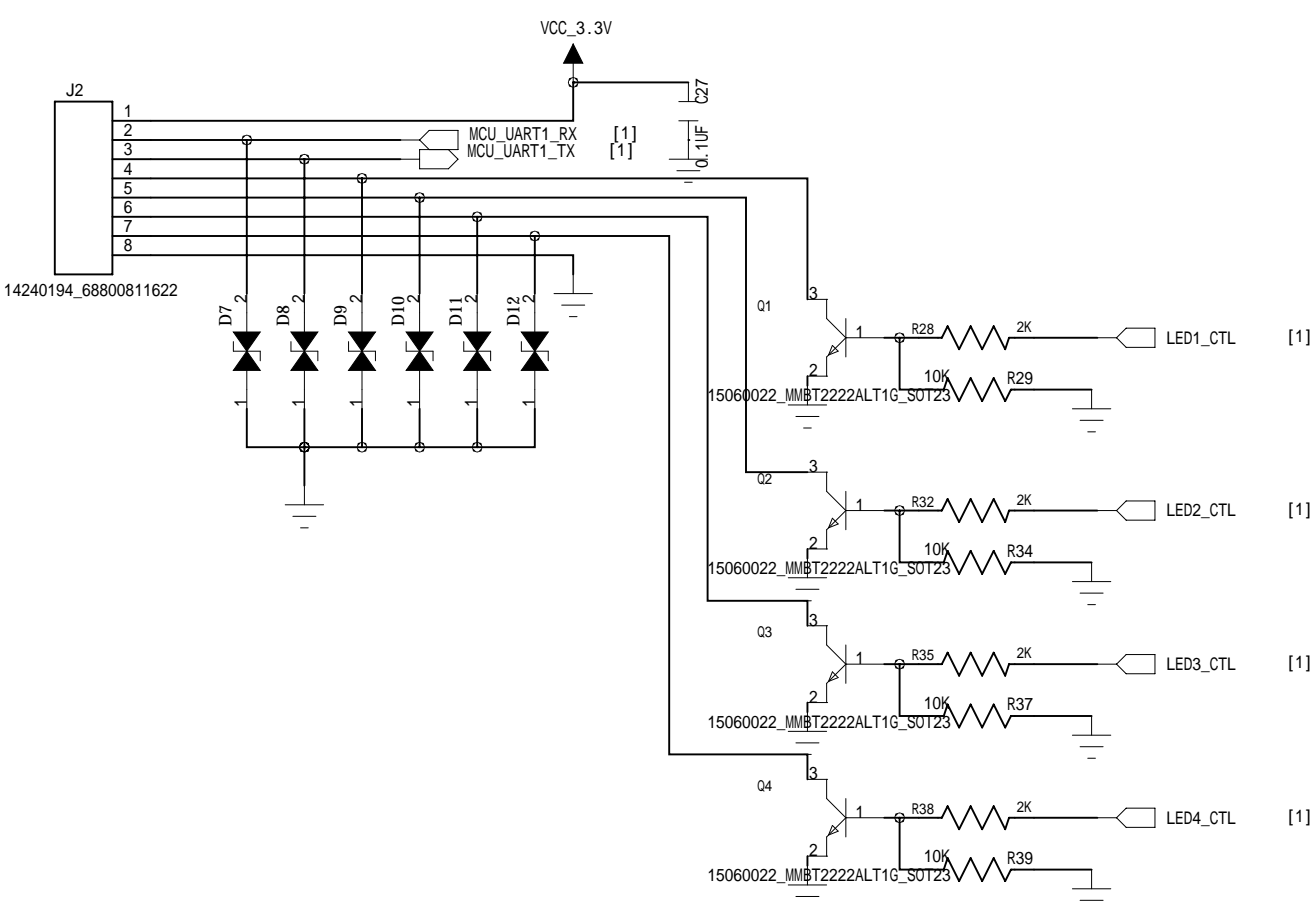 VCC_3.3V
J2
C27
0.1UF
1
2
3
4
5
6
7
8
MCU_UART1_RX [1]
MCU_UART1_TX [1]
14240194_68800811622
D7 2 1
D8 2 1
D9 2 1
D10 2 1
D11 2 1
D12 2 1
Q1 3 1 2
R28 2K
LED1_CTL [1]
10K R29
15060022_MMBT2222ALT1G_SOT23
Q2 3 1 2
R32 2K
LED2_CTL [1]
10K R34
15060022_MMBT2222ALT1G_SOT23
Q3 3 1 2
R35 2K
LED3_CTL [1]
10K R37
15060022_MMBT2222ALT1G_SOT23
Q4 3 1 2
R38 2K
LED4_CTL [1]
10K R39
15060022_MMBT2222ALT1G_SOT23